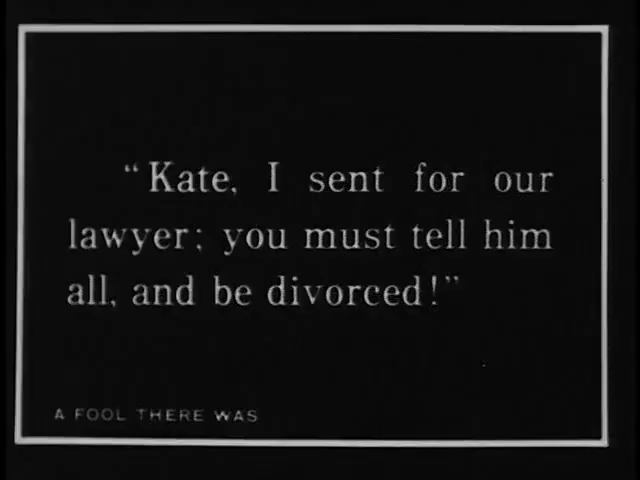 “Kate, I sent for our
lawyer; you must tell him
all, and be divorced!”
A FOOL THERE WAS